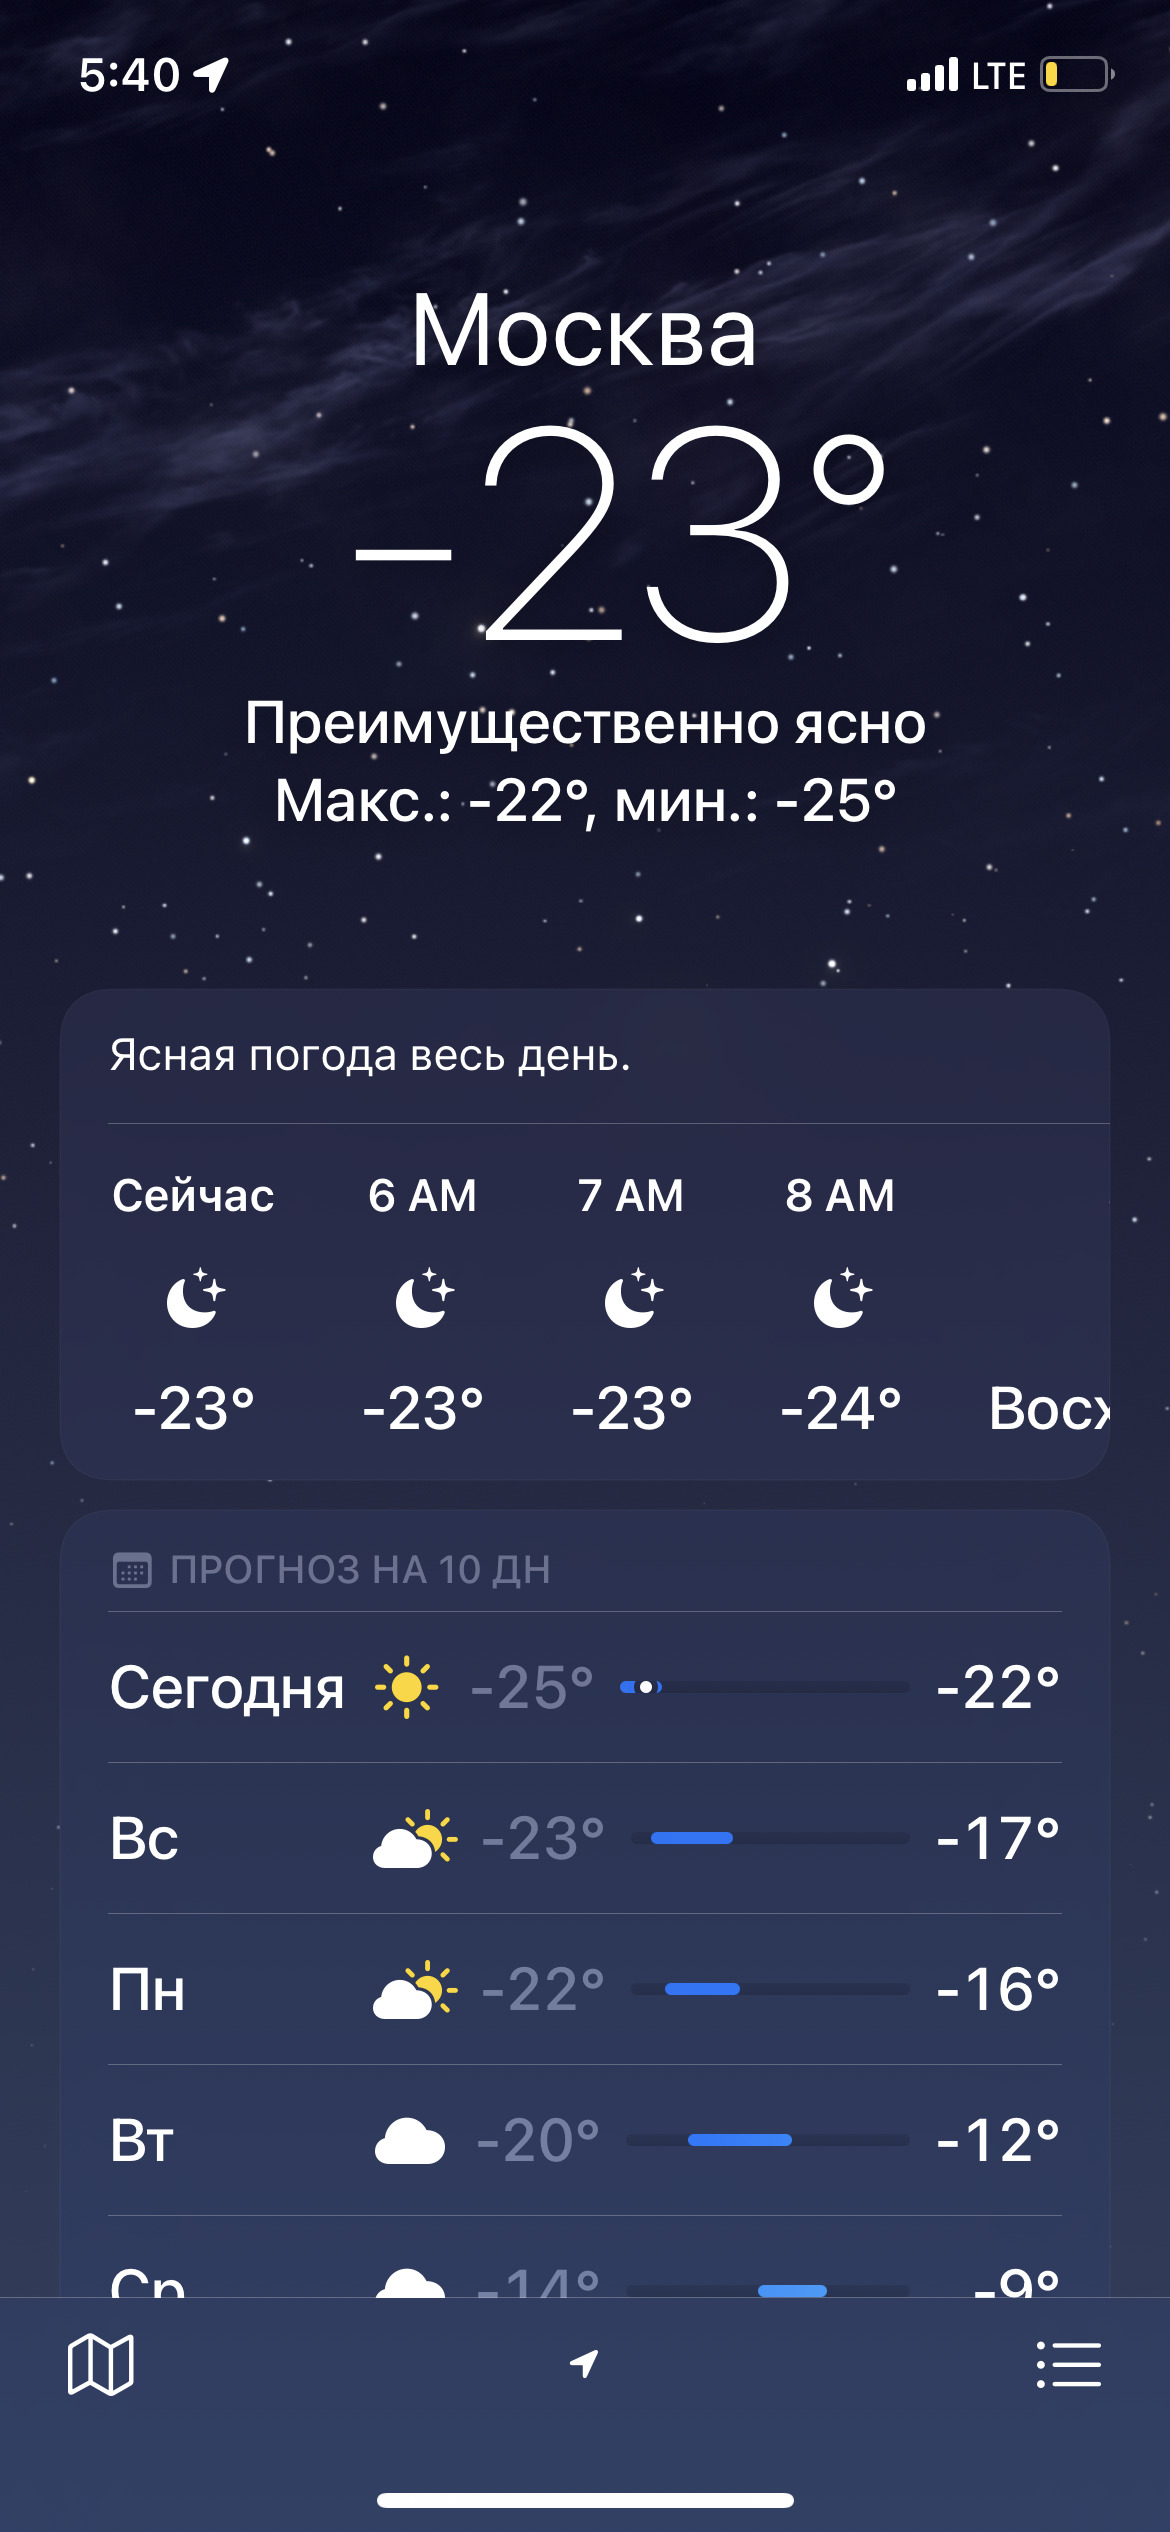 5:40 LTE
Москва
-23°
Преимущественно ясно
Макс.: -22°, мин.: -25°
Ясная погода весь день.
Сейчас 6 AM 7 AM 8 AM
-23° -23° -23° -24° Восх
ПРОГНОЗ НА 10 ДН
Сегодня -25° -22°
Вс -23° -17°
Пн -22° -16°
Вт -20° -12°
Ср -14° -9°